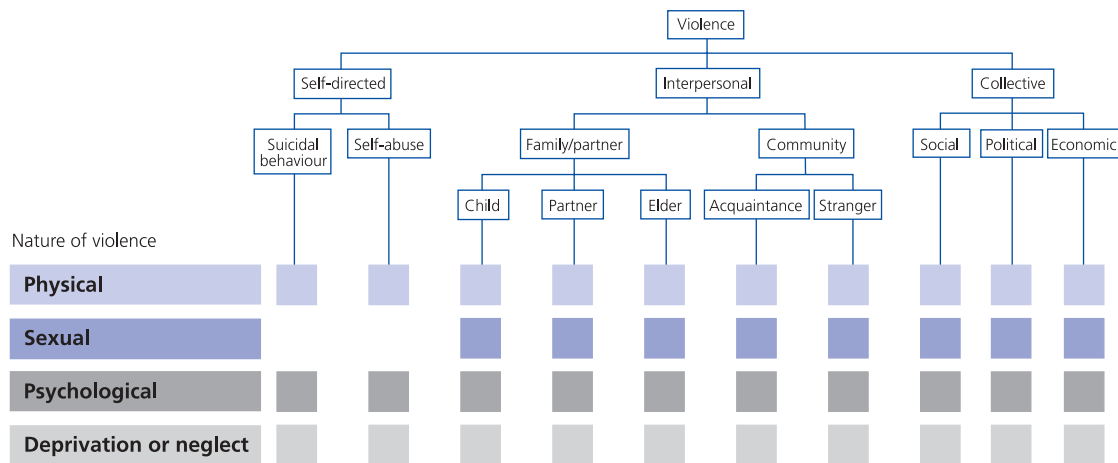 Violence
Self-directed
Interpersonal
Collective
Suicidal
behaviour
Self-abuse
Family/partner
Community
Social
Political
Economic
Child
Partner
Elder
Acquaintance
Stranger
Nature of violence
Physical
Sexual
Psychological
Deprivation or neglect